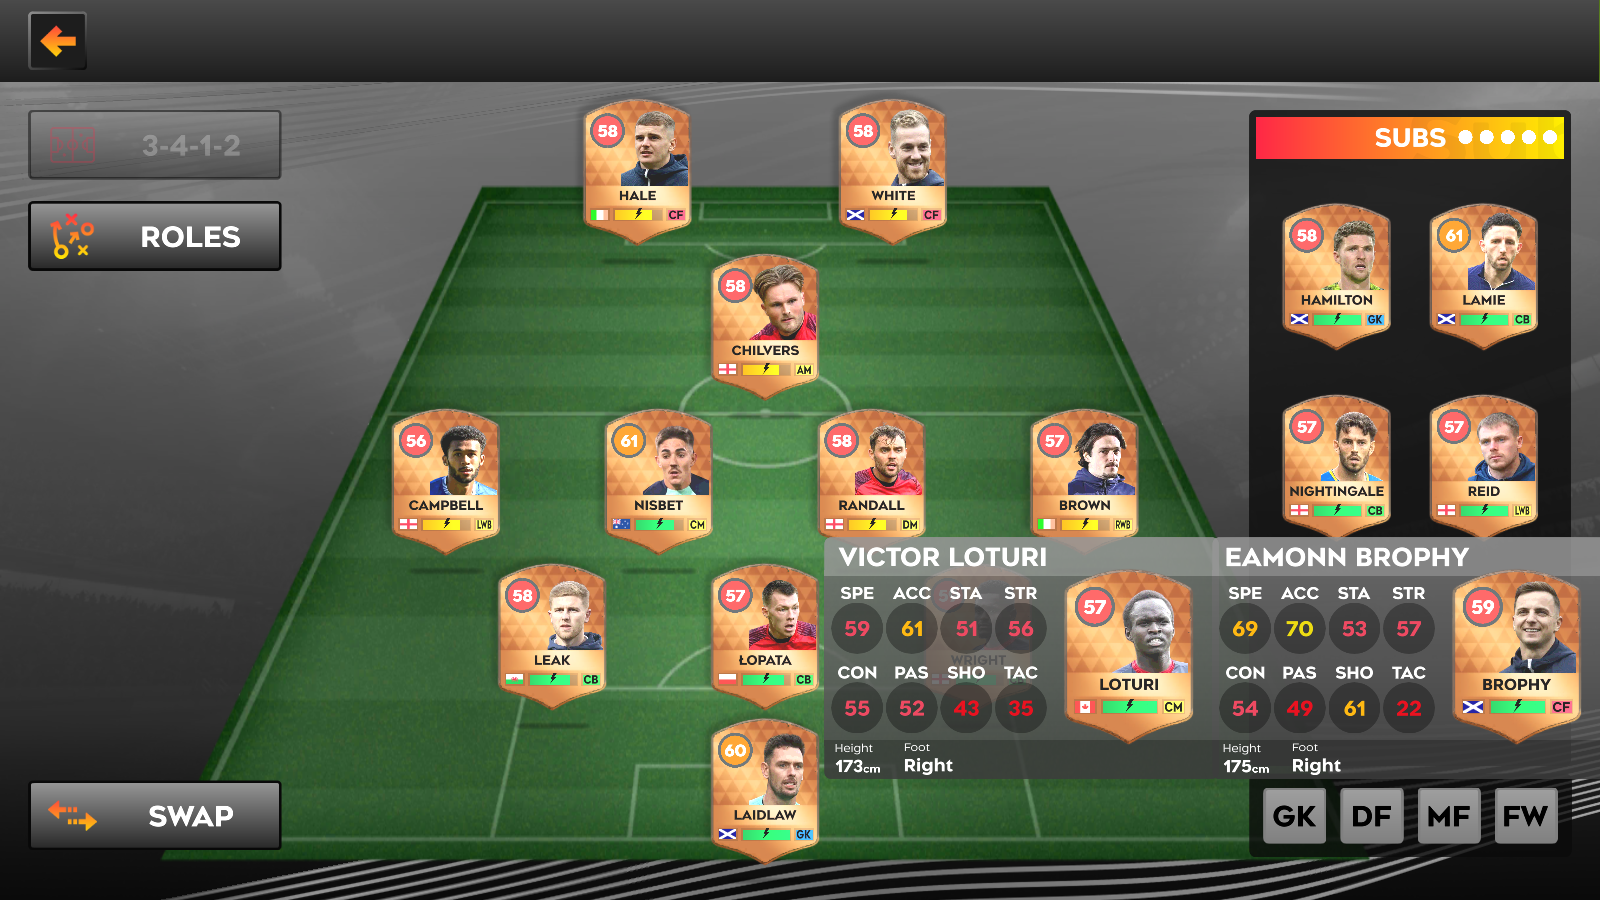 3-4-1-2
ROLES
SWAP
58
HALE
CF
58
WHITE
CF
58
CHILVERS
AM
56
CAMPBELL
LWB
61
NISBET
CM
58
RANDALL
DM
57
BROWN
RWB
58
LEAK
CB
57
ŁOPATA
CB
WRIGHT
60
LAIDLAW
GK
SUBS
58
HAMILTON
GK
61
LAMIE
CB
57
NIGHTINGALE
CB
57
REID
LWB
VICTOR LOTURI
SPE ACC STA STR
59 61 51 56
CON PAS SHO TAC
55 52 43 35
Height Foot
173cm Right
57
LOTURI
CM
EAMONN BROPHY
SPE ACC STA STR
69 70 53 57
CON PAS SHO TAC
54 49 61 22
Height Foot
175cm Right
59
BROPHY
CF
GK DF MF FW